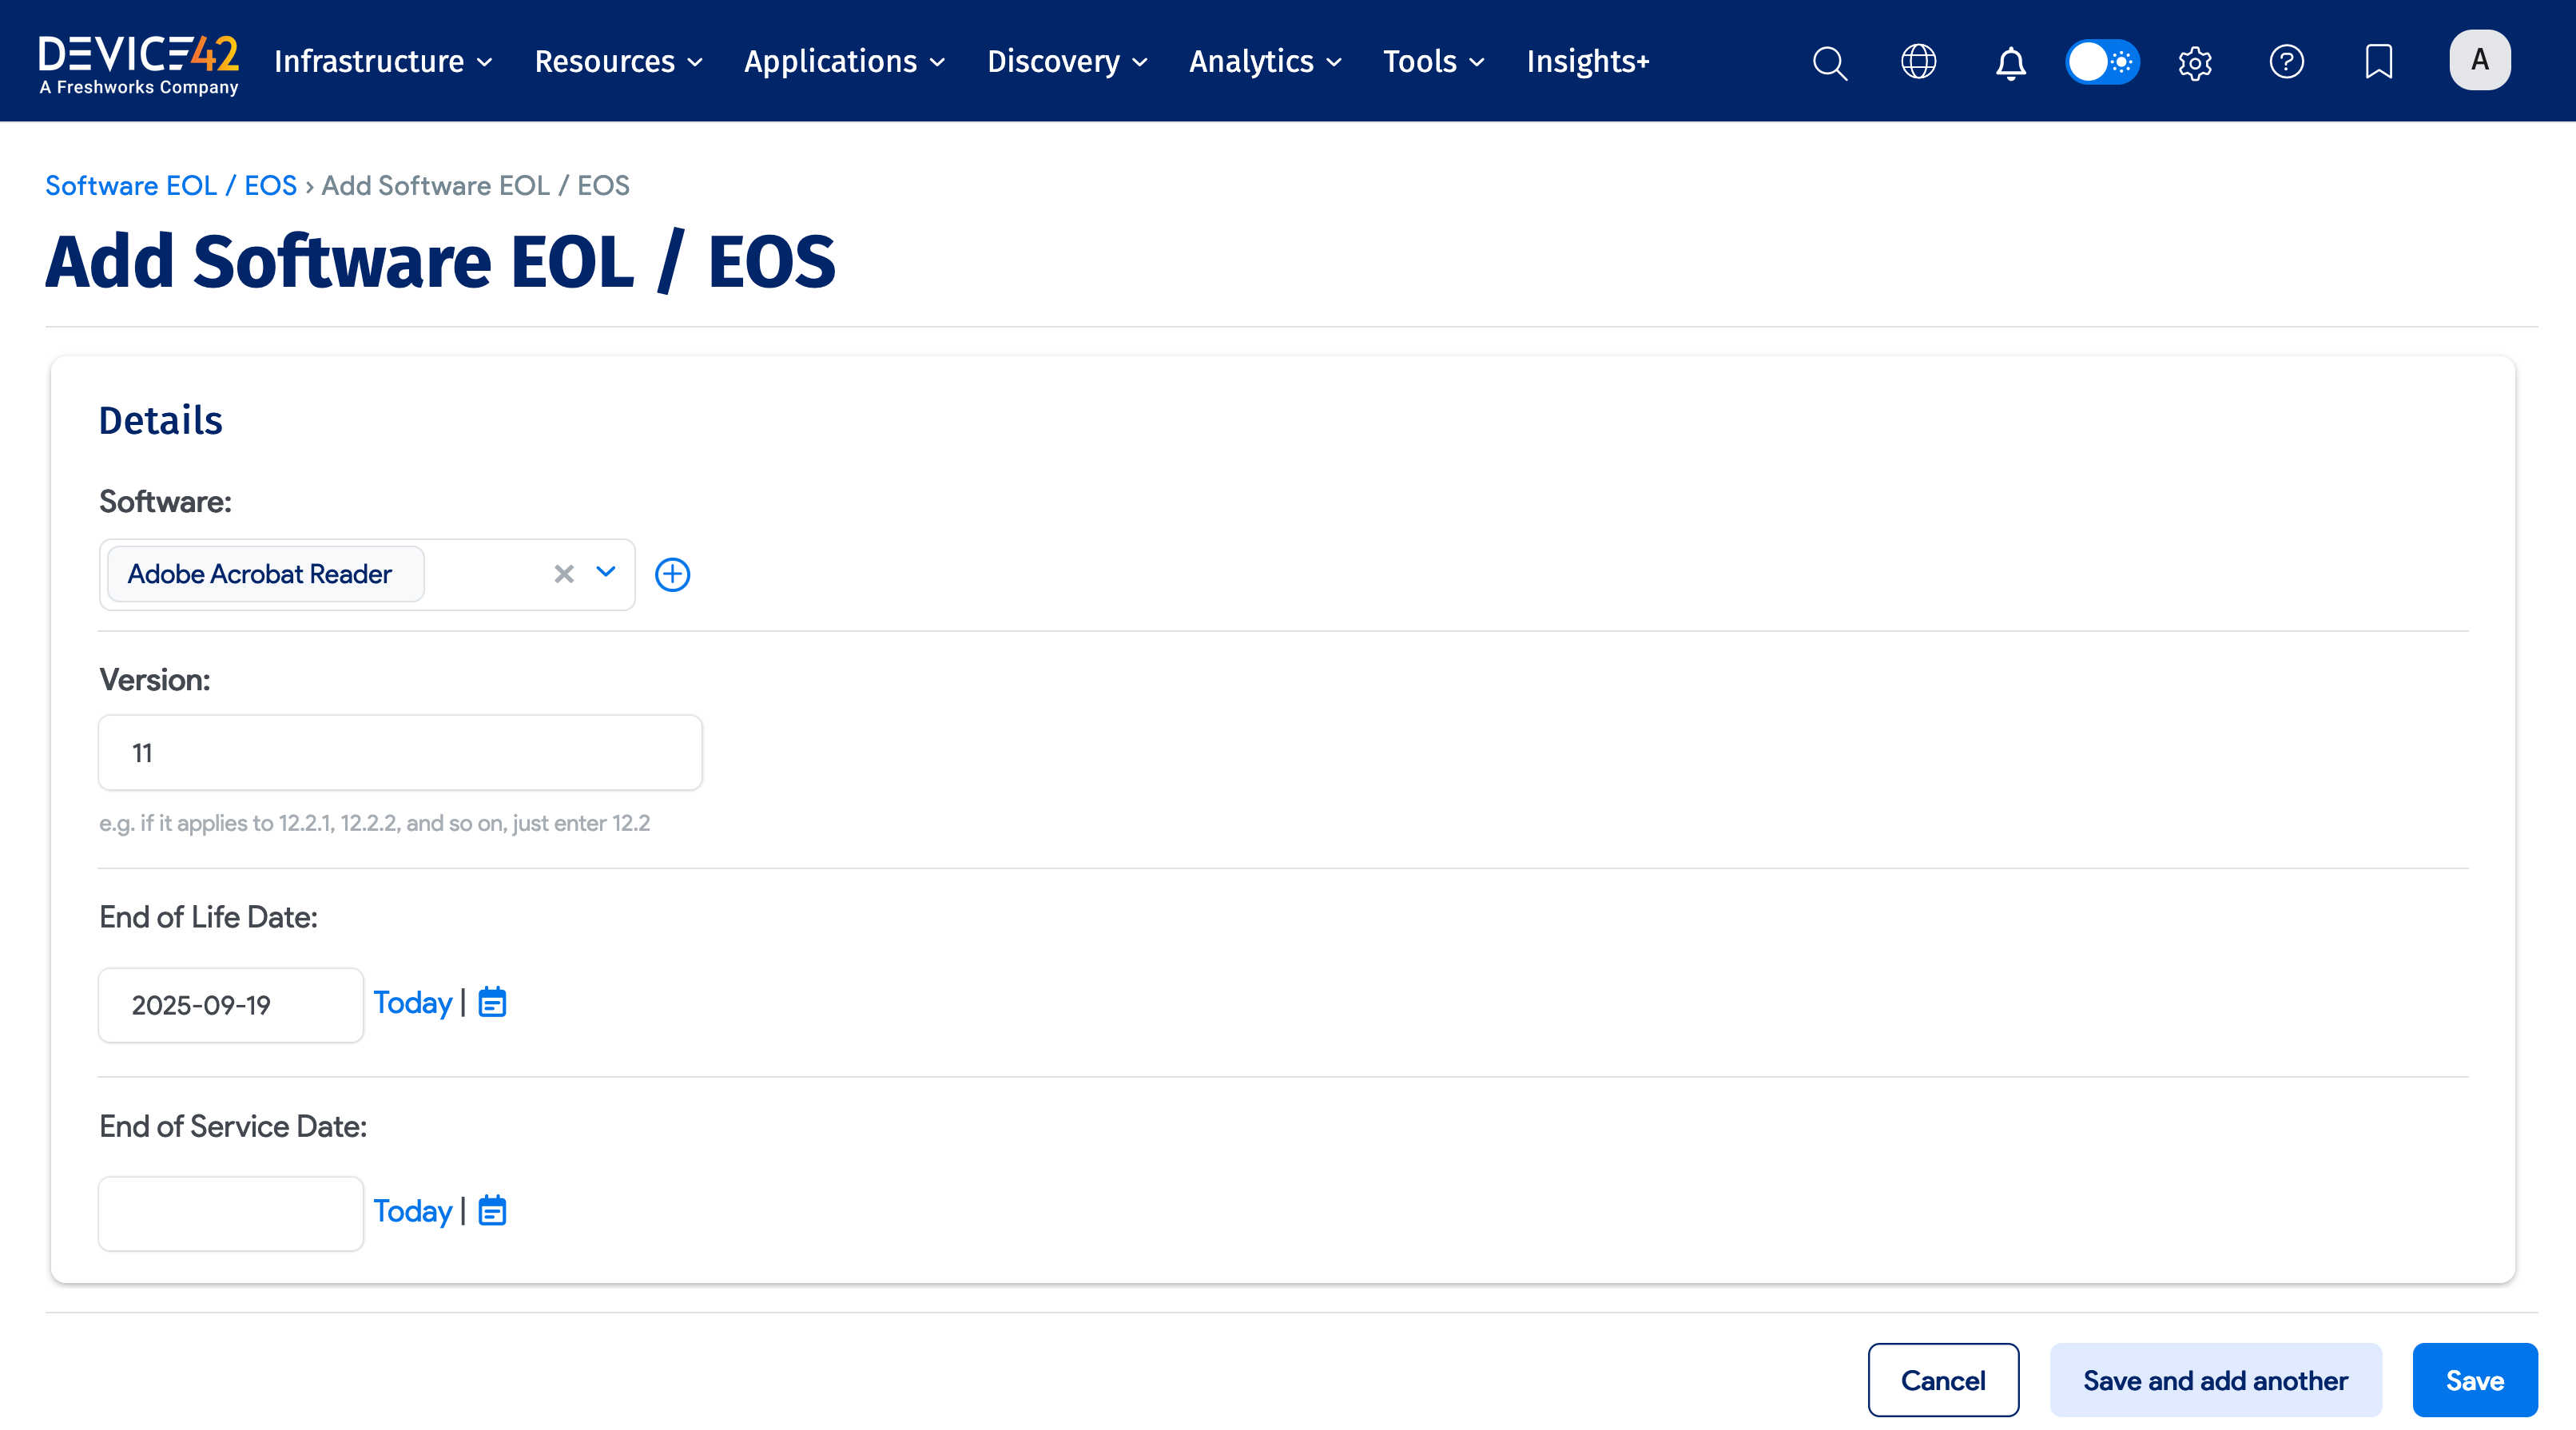 DEVICE42
A Freshworks Company
Infrastructure Resources Applications Discovery Analytics Tools Insights+
A
Software EOL / EOS › Add Software EOL / EOS
Add Software EOL / EOS
Details
Software:
Adobe Acrobat Reader
Version:
11
e.g. if it applies to 12.2.1, 12.2.2, and so on, just enter 12.2
End of Life Date:
2025-09-19 Today |
End of Service Date:
Today |
Cancel Save and add another Save